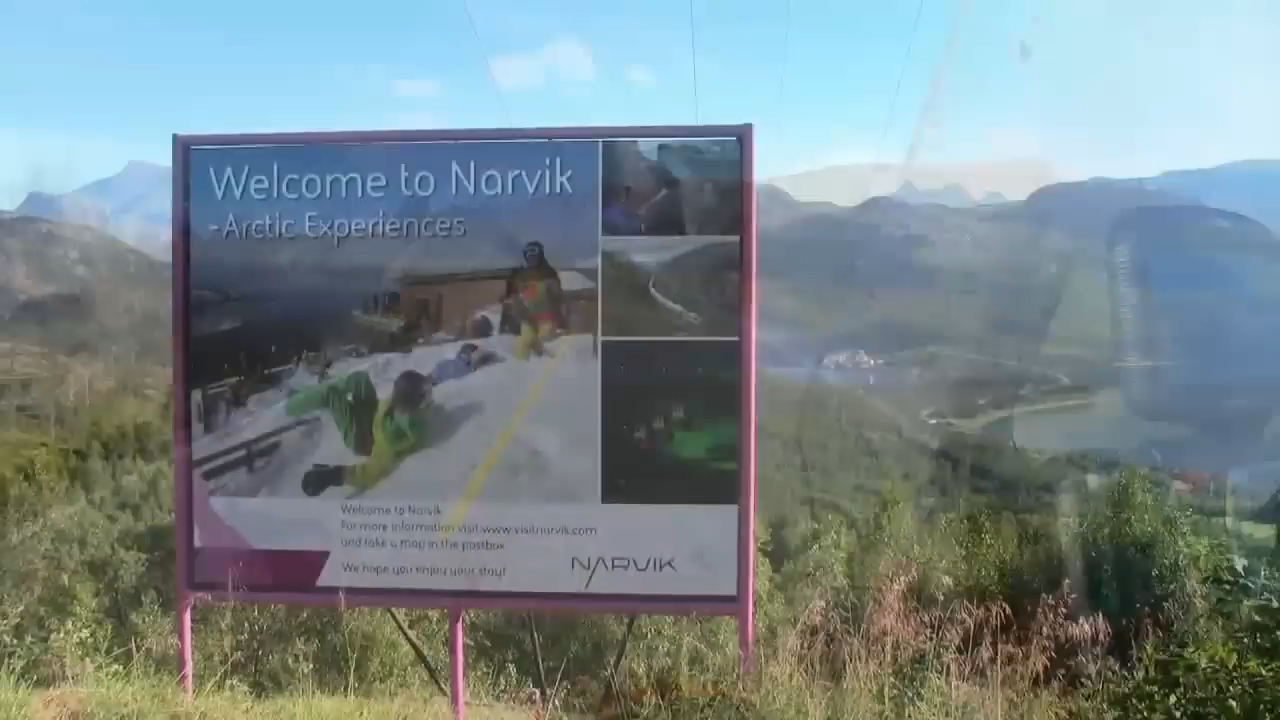 Welcome to Narvik
-Arctic Experiences
Welcome to Narvik
For more information visit www.visitnarvik.com
and take a map in the postbox
We hope you enjoy your stay!
NARVIK